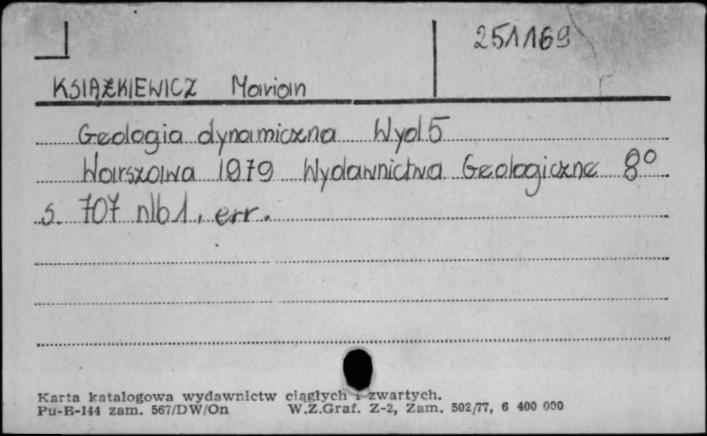 251169
KSIĄŻKIEWICZ Marian
Geologia dynamiczna Wyd 5
Warszawa 1979 Wydawnictwa Geologiczne 8°
s. 707 nlb 1, err.
Karta katalogowa wydawnictw ciągłych i zwartych.
Pu-B-144 zam. 567/DW/On W.Z.Graf. Z-2, Zam. 502/77, 6 400 000